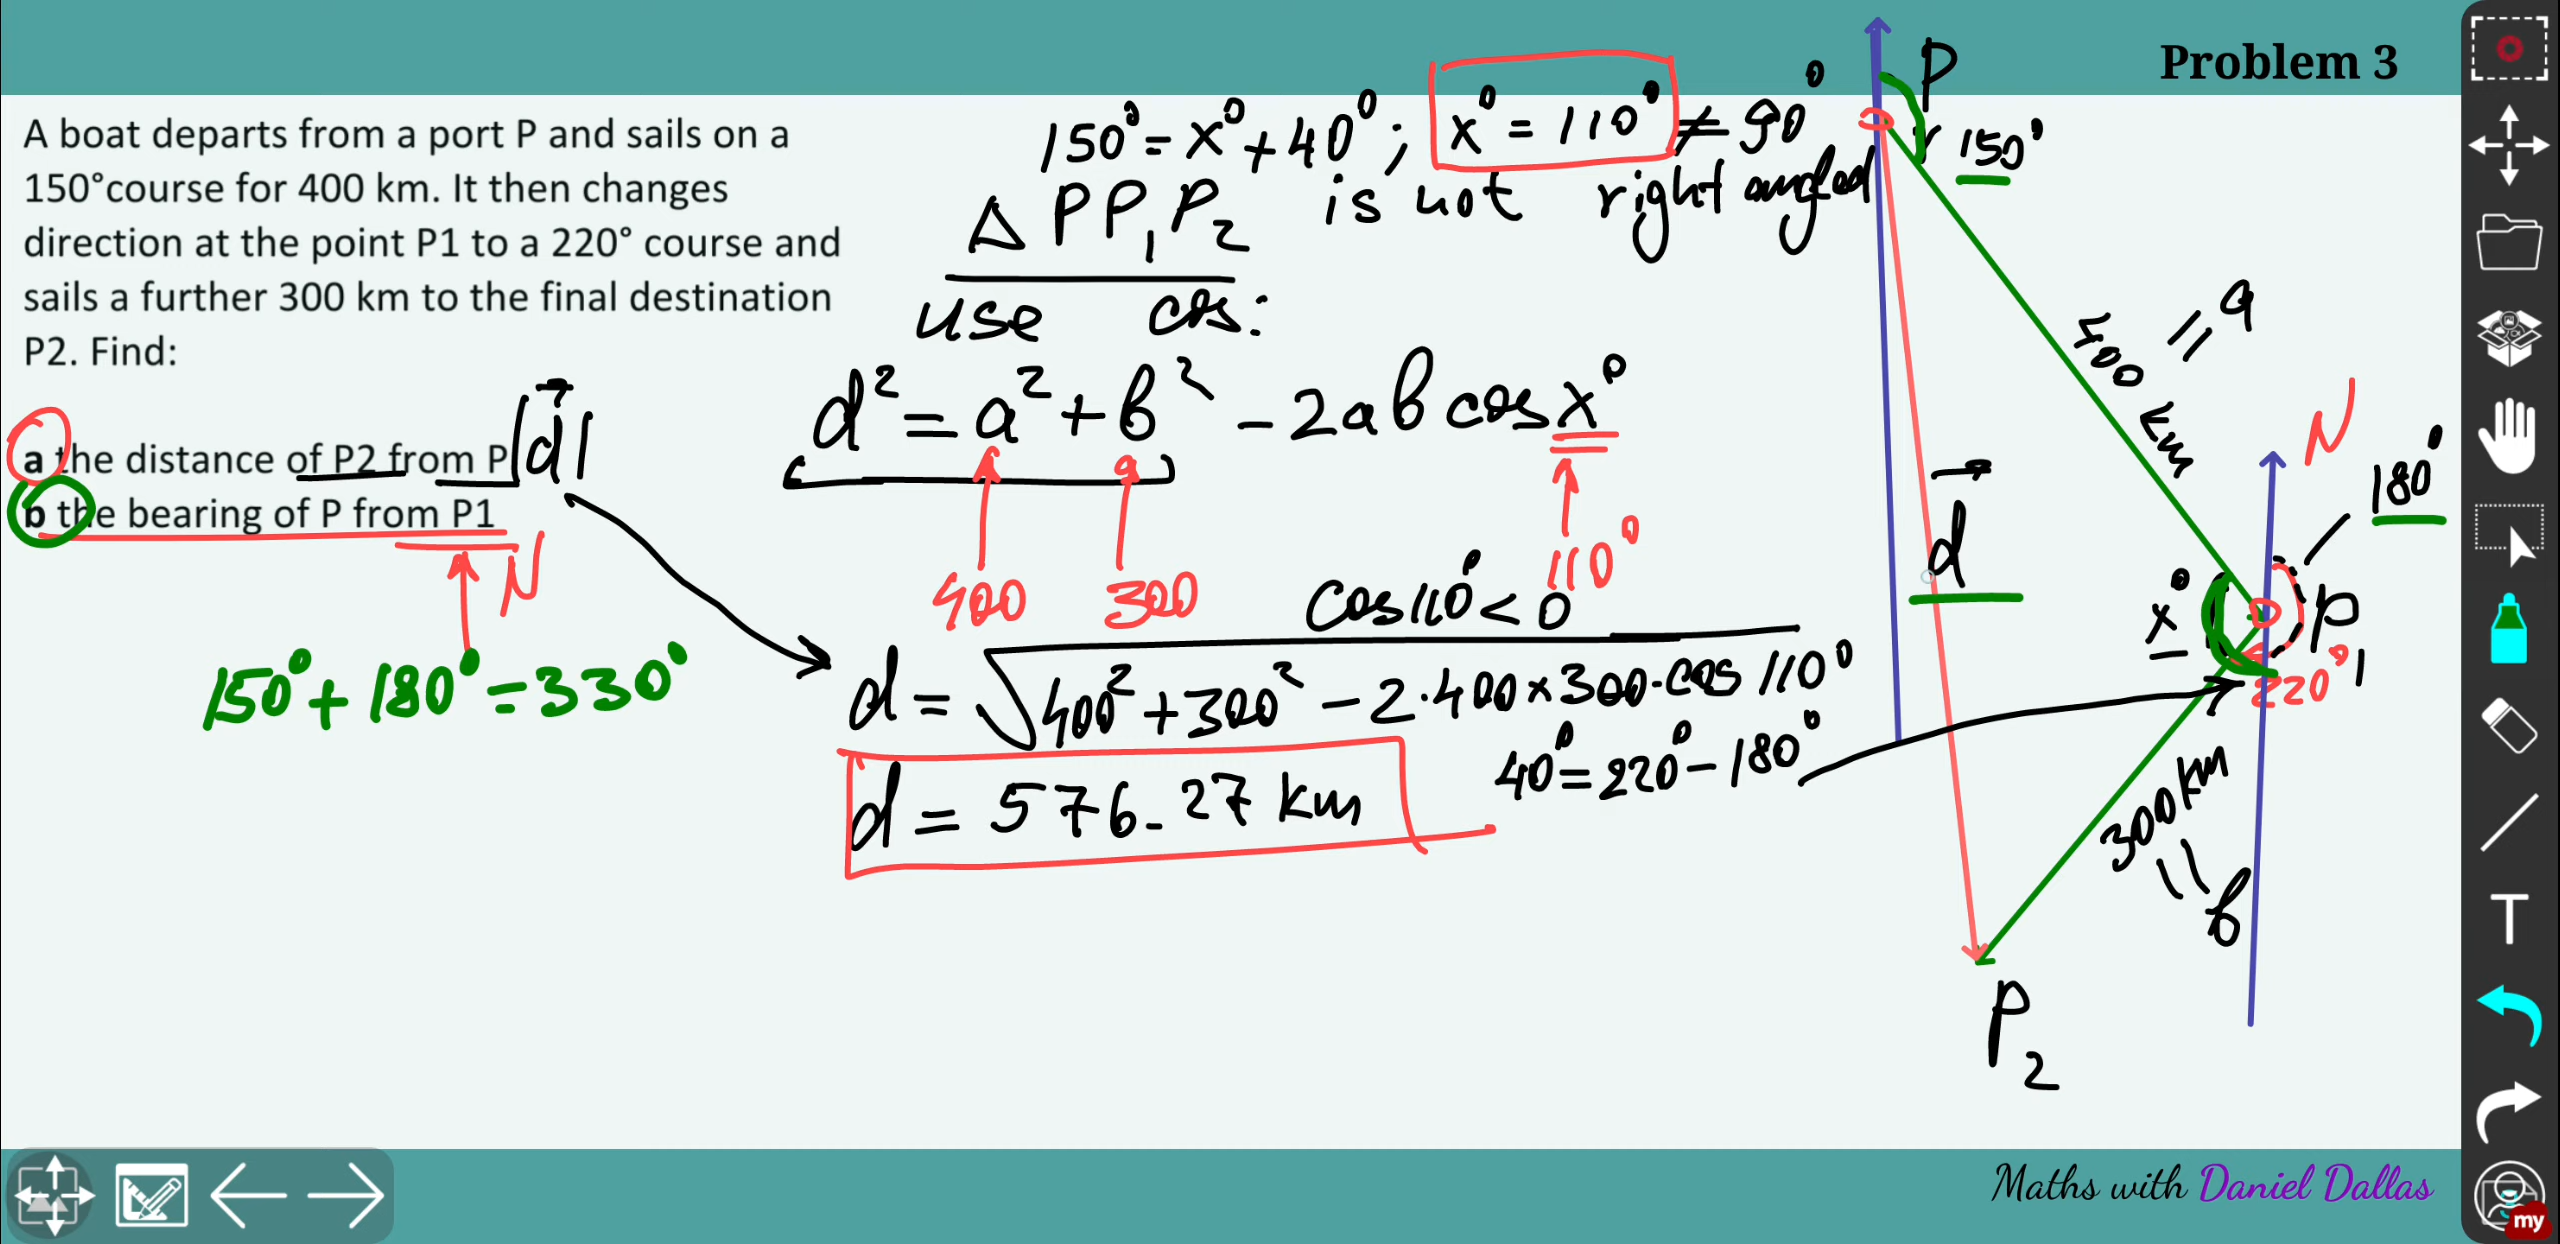 Problem 3
A boat departs from a port P and sails on a
150°course for 400 km. It then changes
direction at the point P1 to a 220° course and
sails a further 300 km to the final destination
P2. Find:
a the distance of P2 from P |d⃗|
b the bearing of P from P1
N
150° + 180° = 330°
150° = x° + 40° ; x° = 110° ≠ 90°
Δ PP₁P₂ is not right angled
use cos:
d² = a² + b² - 2ab cos x°
400 300 110°
cos 110° < 0
d = √400² + 300² - 2·400 × 300·cos 110°
40° = 220° - 180°
d = 576.27 km
P
150°
400 km = a
N
180°
d⃗
x°
P₁
220°
300 km = b
P₂
T
Maths with Daniel Dallas
my